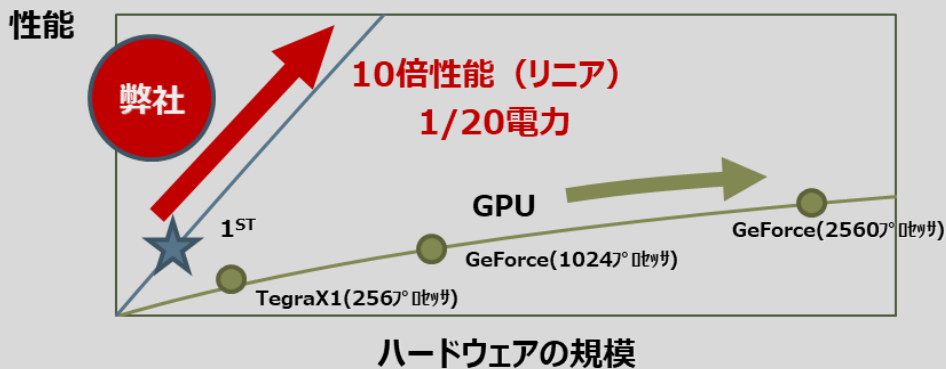 性能
弊社
10倍性能（リニア）
1/20電力
1ST
GPU
GeForce(2560ﾌﾟﾛｾｯｻ)
GeForce(1024ﾌﾟﾛｾｯｻ)
TegraX1(256ﾌﾟﾛｾｯｻ)
ハードウェアの規模